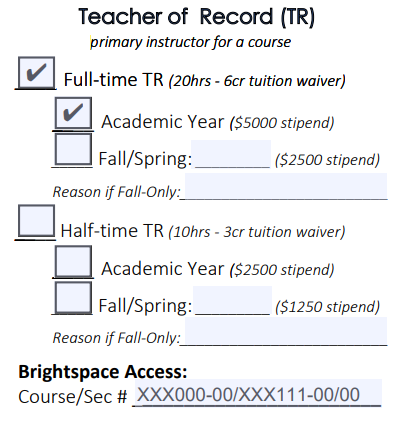 Teacher of Record (TR)
primary instructor for a course
✔ Full-time TR (20hrs - 6cr tuition waiver)
✔ Academic Year ($5000 stipend)
Fall/Spring: ($2500 stipend)
Reason if Fall-Only:
Half-time TR (10hrs - 3cr tuition waiver)
Academic Year ($2500 stipend)
Fall/Spring: ($1250 stipend)
Reason if Fall-Only:
Brightspace Access:
Course/Sec # XXX000-00/XXX111-00/00